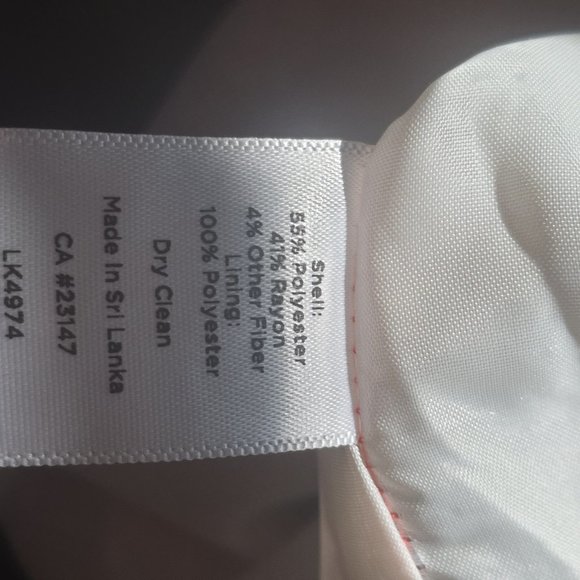 Shell:
55% Polyester
41% Rayon
4% Other Fiber
Lining:
100% Polyester
Dry Clean
Made In Sri Lanka
CA #23147
LK4974